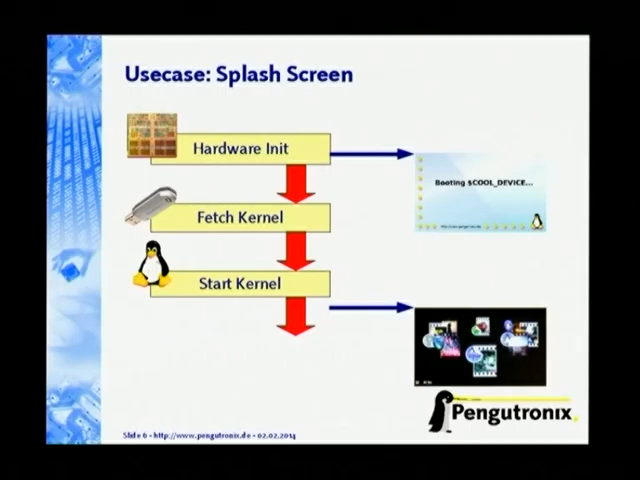 Usecase: Splash Screen
Hardware Init
Booting $COOL_DEVICE...
Fetch Kernel
Start Kernel
Pengutronix
Slide 6 - http://www.pengutronix.de - 02.02.2014